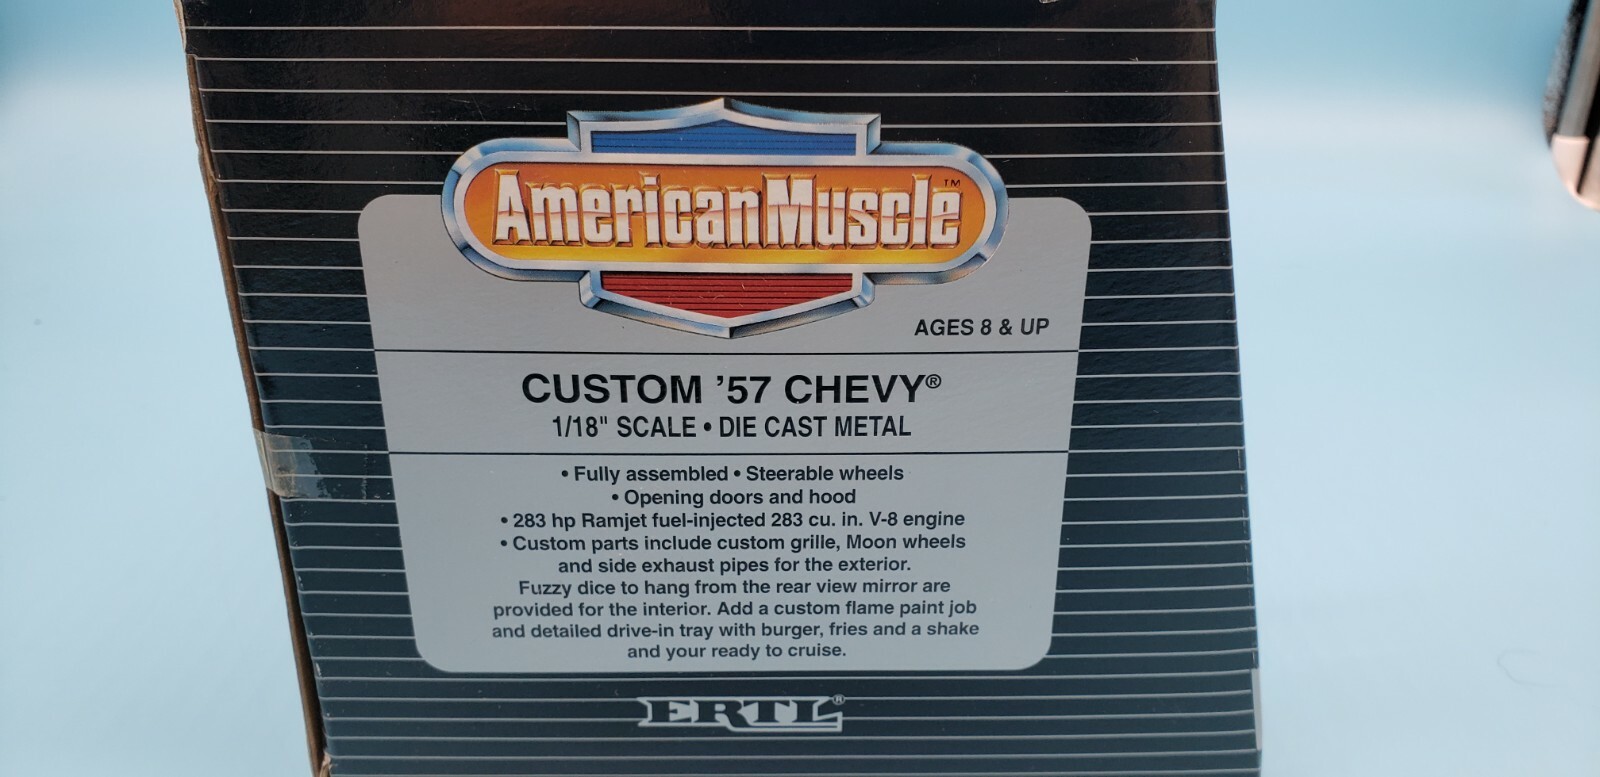 American Muscle™
AGES 8 & UP
CUSTOM '57 CHEVY®
1/18" SCALE • DIE CAST METAL
• Fully assembled • Steerable wheels
• Opening doors and hood
• 283 hp Ramjet fuel-injected 283 cu. in. V-8 engine
• Custom parts include custom grille, Moon wheels
and side exhaust pipes for the exterior.
Fuzzy dice to hang from the rear view mirror are
provided for the interior. Add a custom flame paint job
and detailed drive-in tray with burger, fries and a shake
and your ready to cruise.
ERTL®